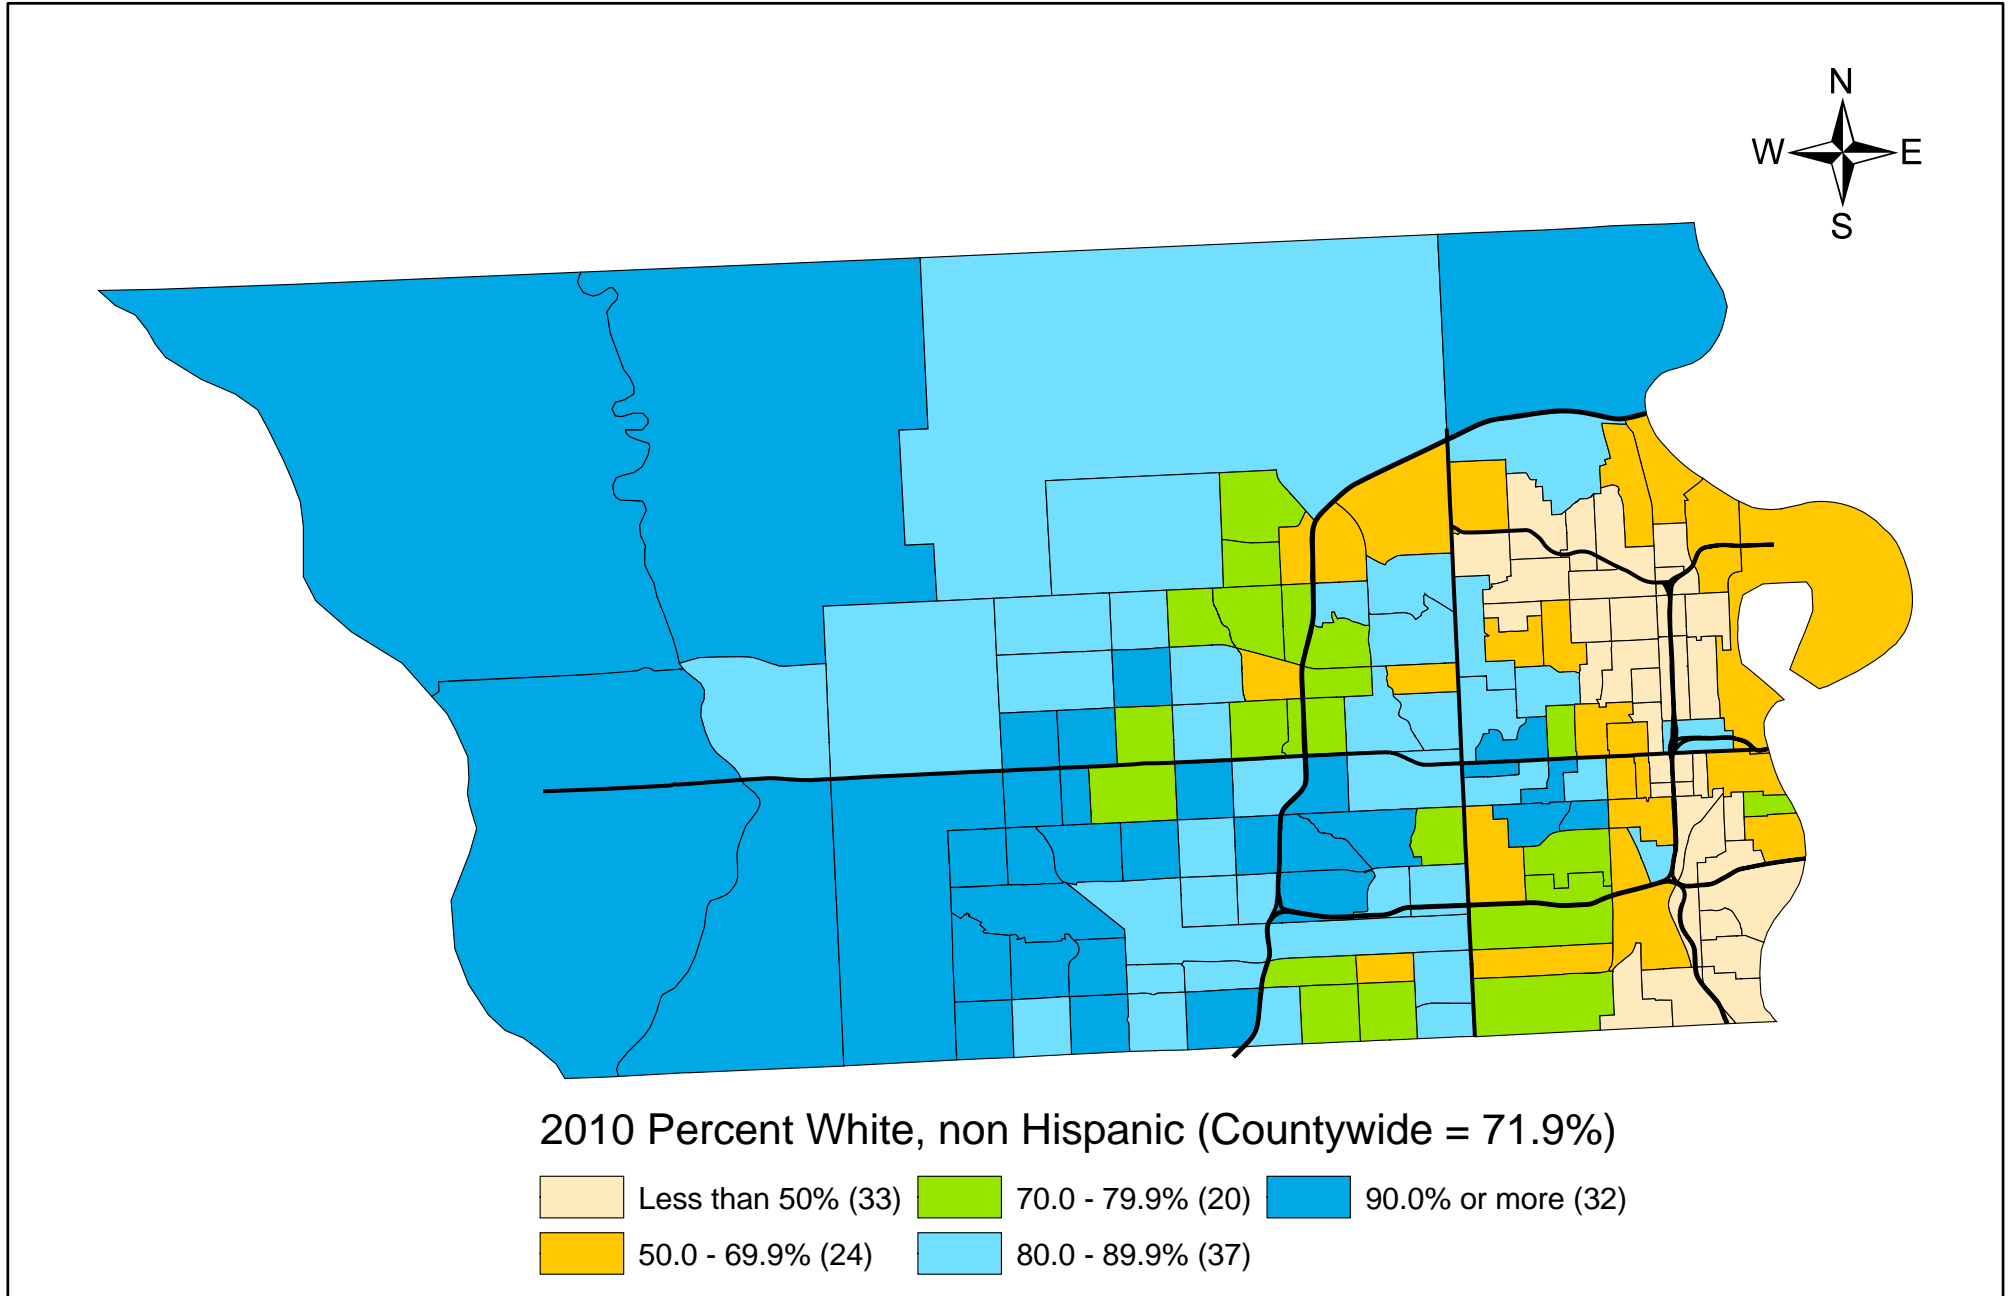 N
W E
S
2010 Percent White, non Hispanic (Countywide = 71.9%)
Less than 50% (33) 70.0 - 79.9% (20) 90.0% or more (32)
50.0 - 69.9% (24) 80.0 - 89.9% (37)